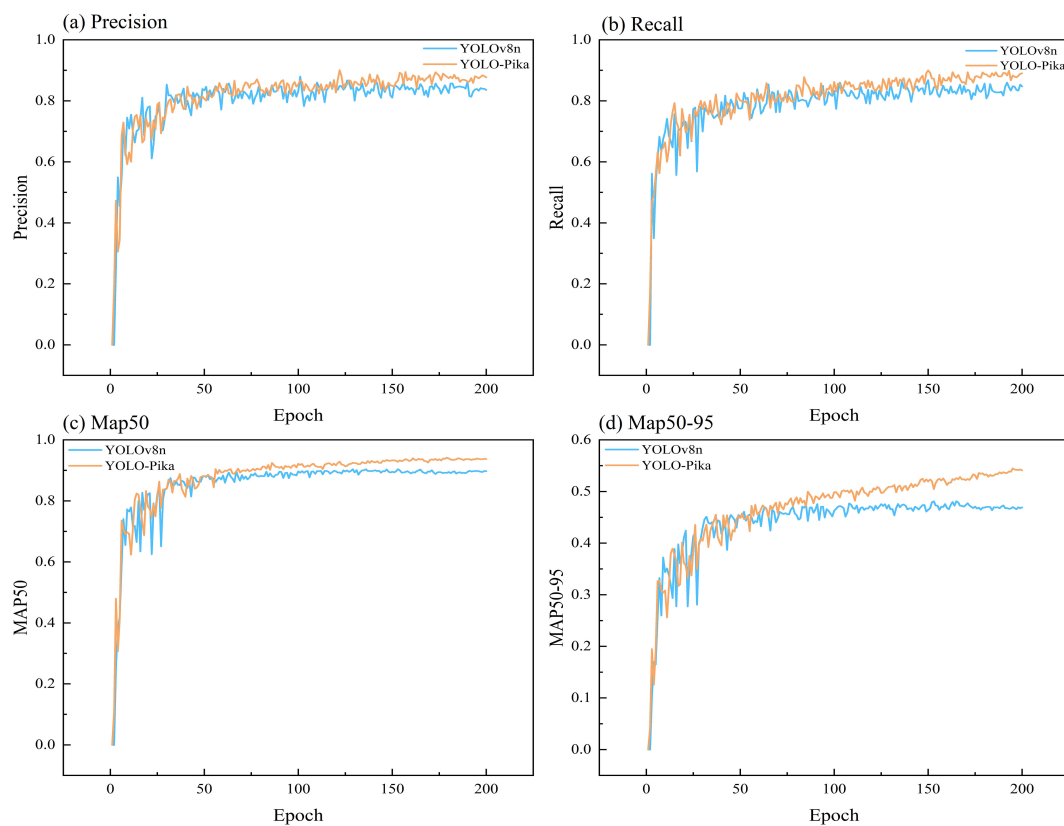 (a) Precision
1.0
0.8
0.6
0.4
0.2
0.0
Precision
YOLOv8n
YOLO-Pika
0
50
100
150
200
Epoch
(b) Recall
1.0
0.8
0.6
0.4
0.2
0.0
Recall
YOLOv8n
YOLO-Pika
0
50
100
150
200
Epoch
(c) Map50
1.0
0.8
0.6
0.4
0.2
0.0
MAP50
YOLOv8n
YOLO-Pika
0
50
100
150
200
Epoch
(d) Map50-95
0.6
0.5
0.4
0.3
0.2
0.1
0.0
MAP50-95
YOLOv8n
YOLO-Pika
0
50
100
150
200
Epoch